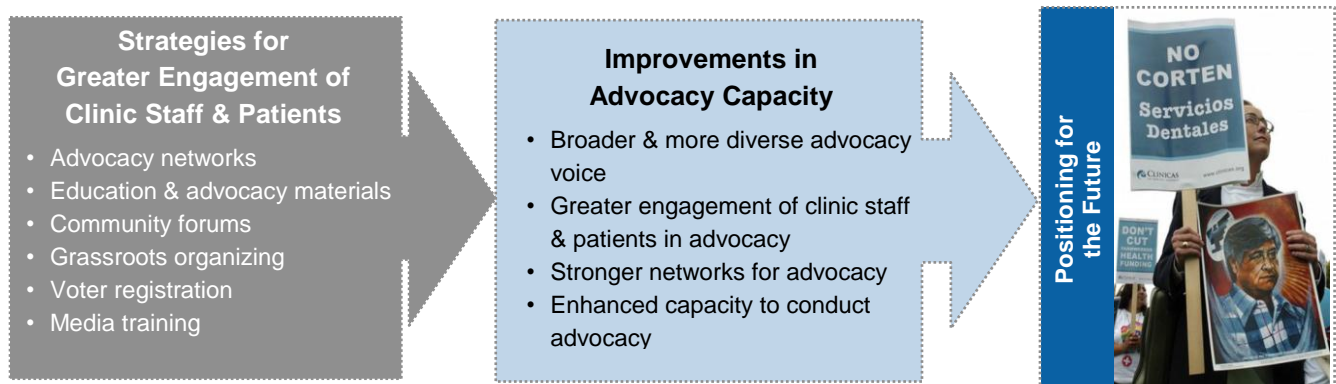 Strategies for
Greater Engagement of
Clinic Staff & Patients
• Advocacy networks
• Education & advocacy materials
• Community forums
• Grassroots organizing
• Voter registration
• Media training
Improvements in
Advocacy Capacity
• Broader & more diverse advocacy
voice
• Greater engagement of clinic staff
& patients in advocacy
• Stronger networks for advocacy
• Enhanced capacity to conduct
advocacy
Positioning for
the Future
NO
CORTEN
Servicios
Dentales
CLINICAS
www.clinicas.org
DON'T
CUT
HEALTH
FUNDING